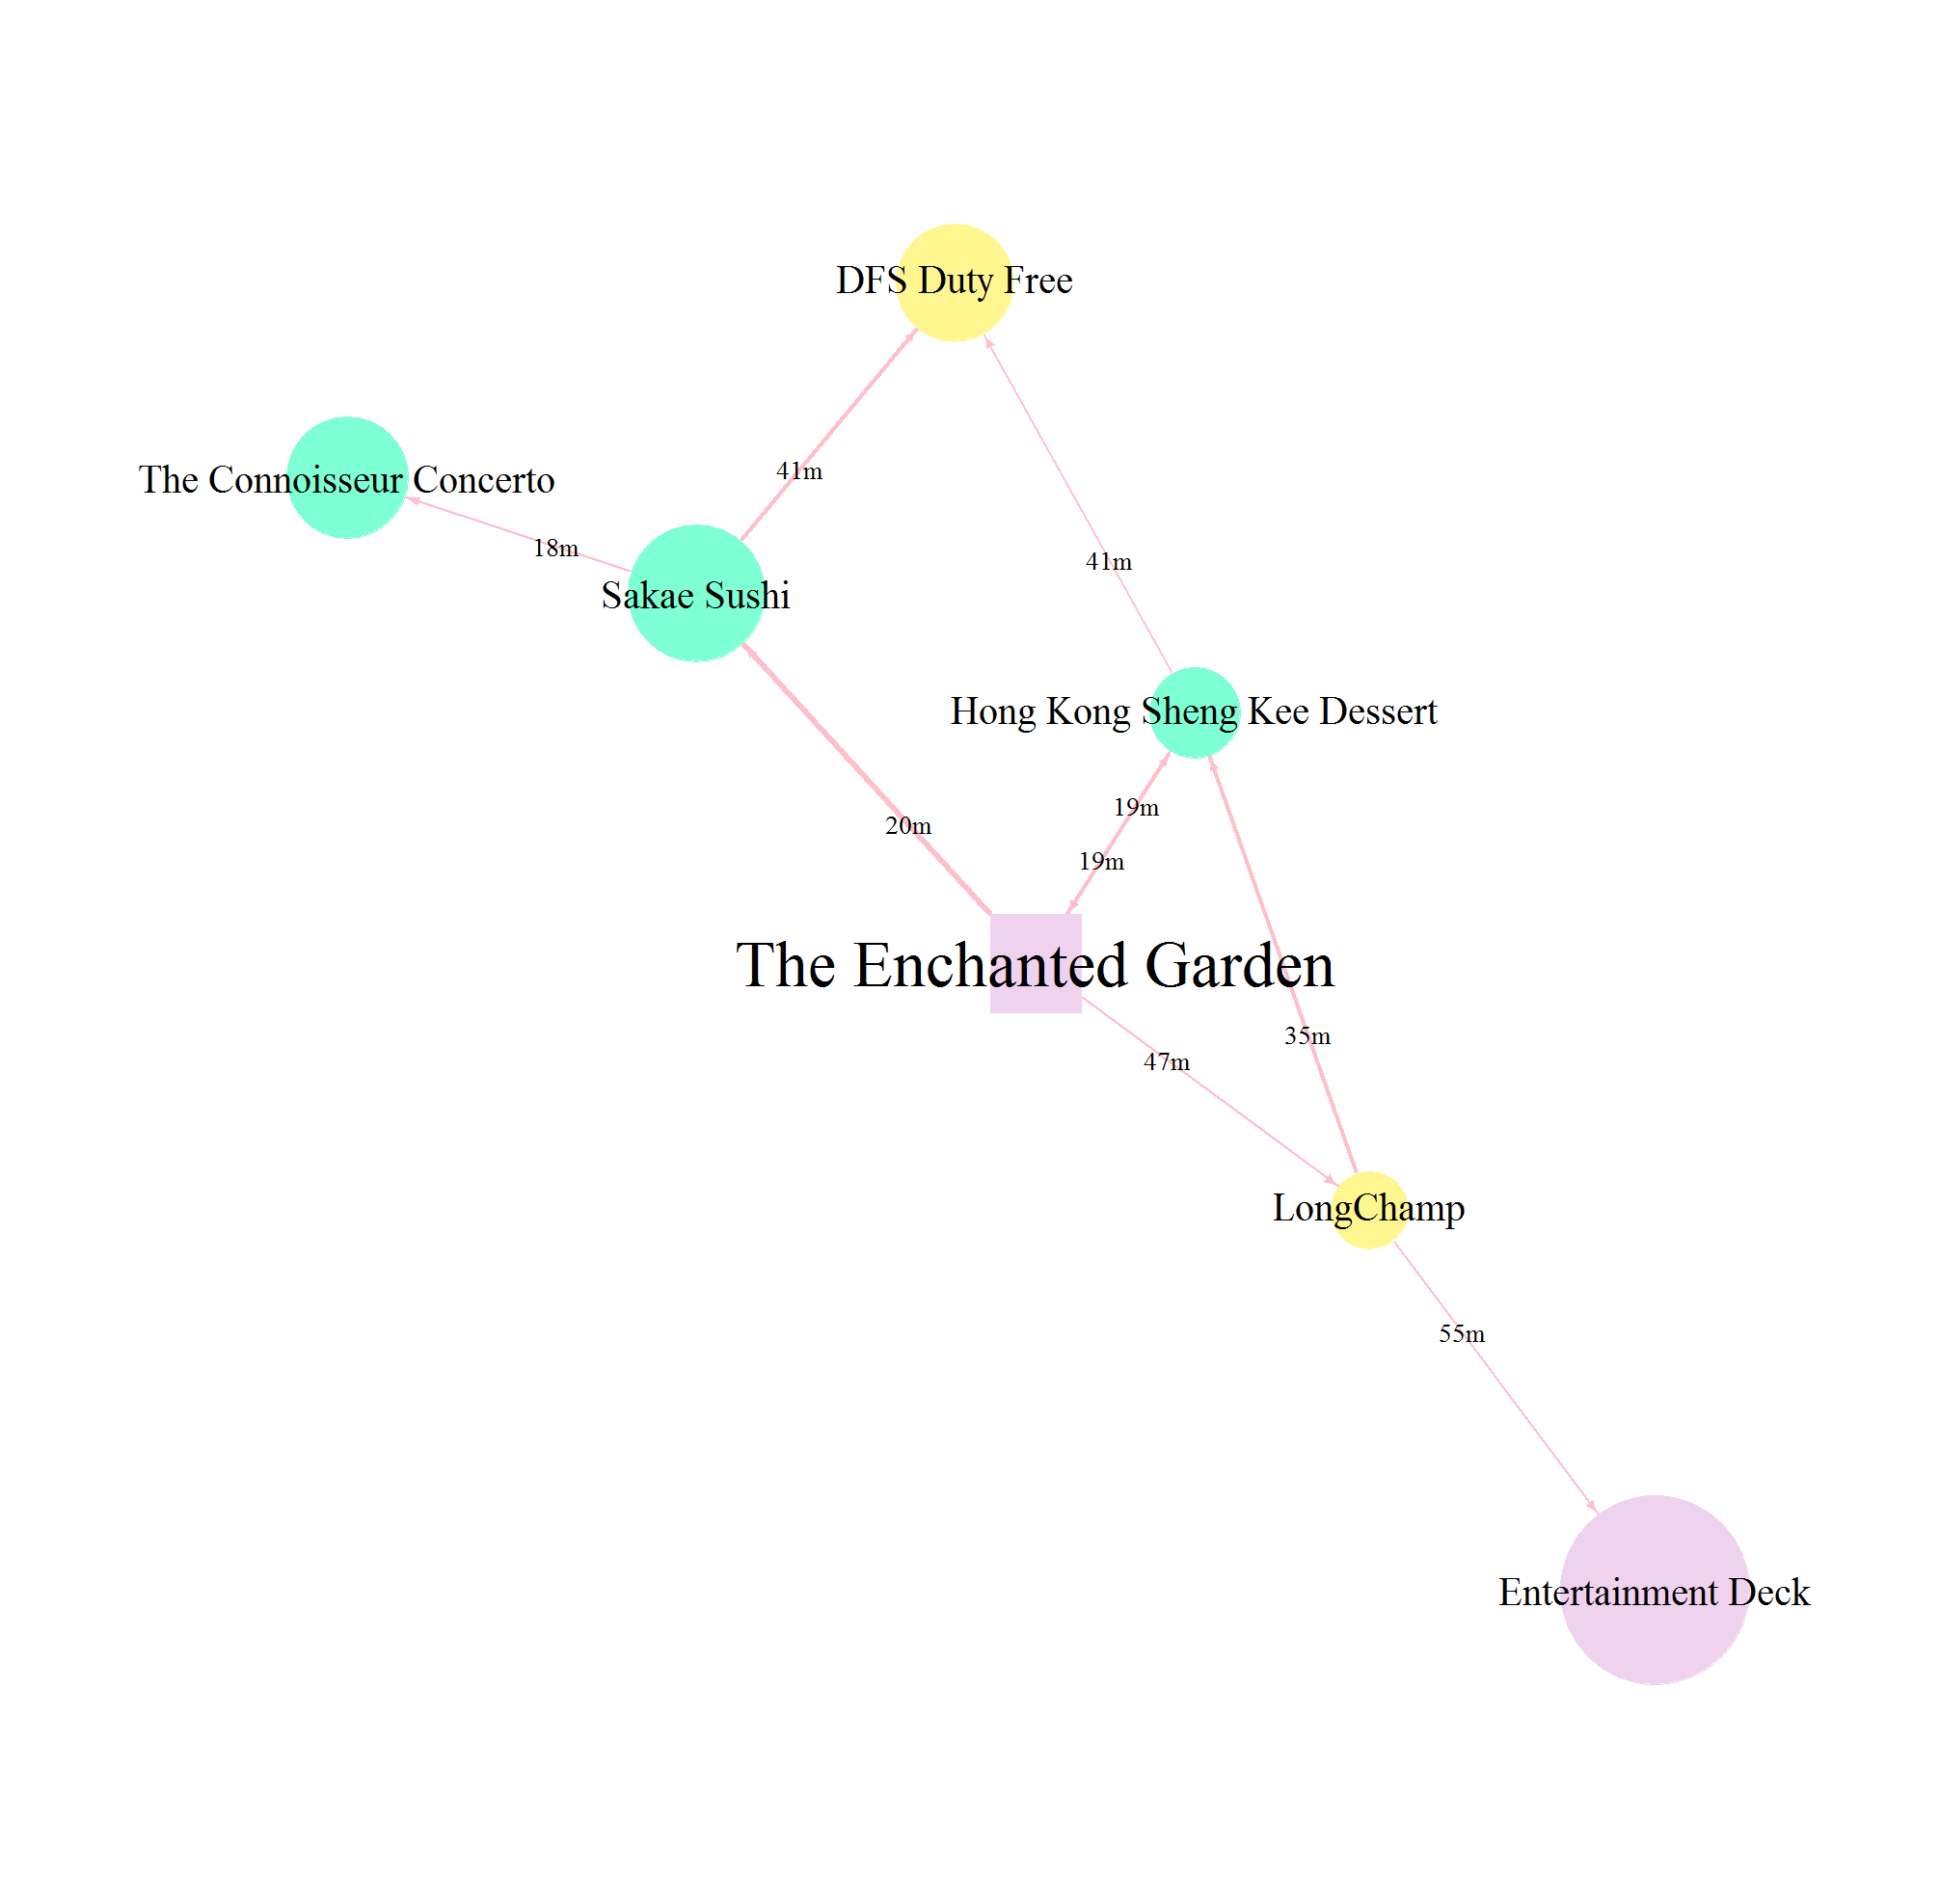 DFS Duty Free
41m
The Connoisseur Concerto
18m
Sakae Sushi
41m
Hong Kong Sheng Kee Dessert
19m
20m
19m
The Enchanted Garden
35m
47m
LongChamp
55m
Entertainment Deck